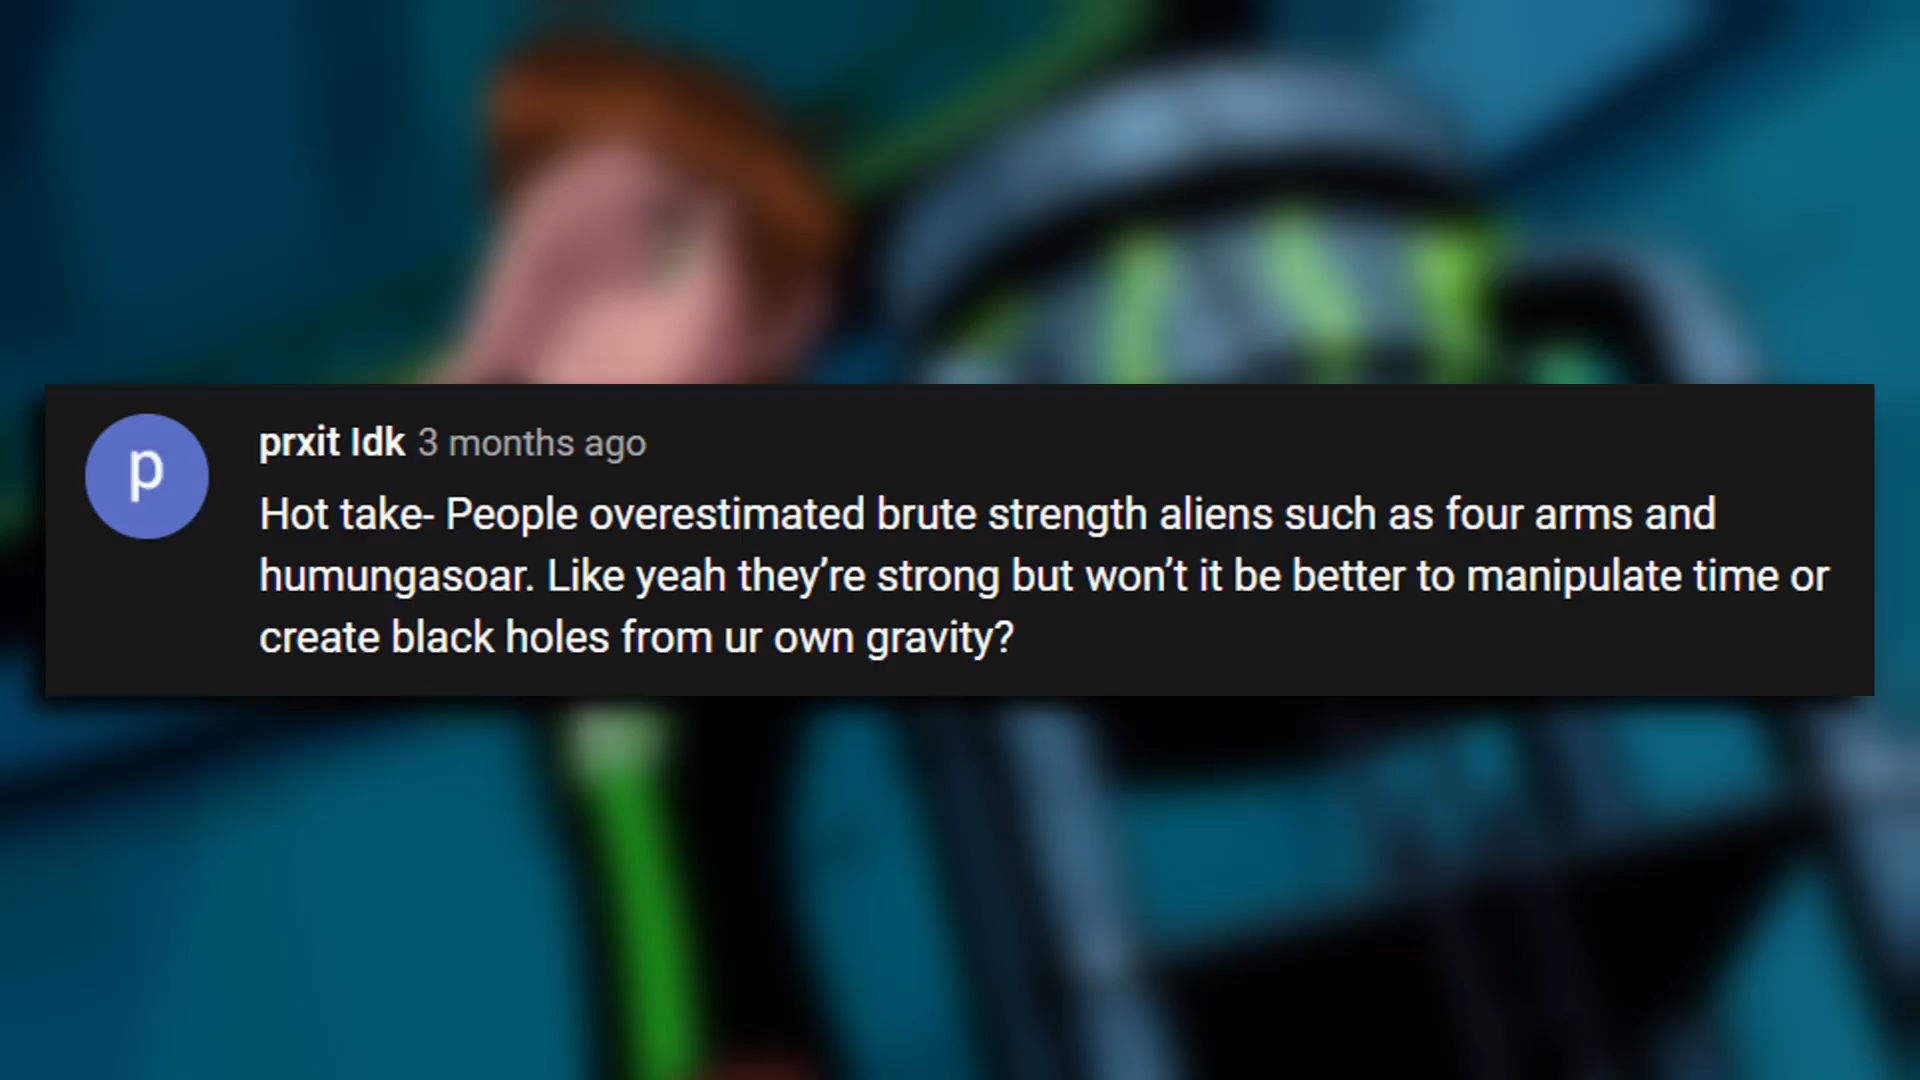 p
prxit Idk 3 months ago
Hot take- People overestimated brute strength aliens such as four arms and
humungasoar. Like yeah they’re strong but won’t it be better to manipulate time or
create black holes from ur own gravity?